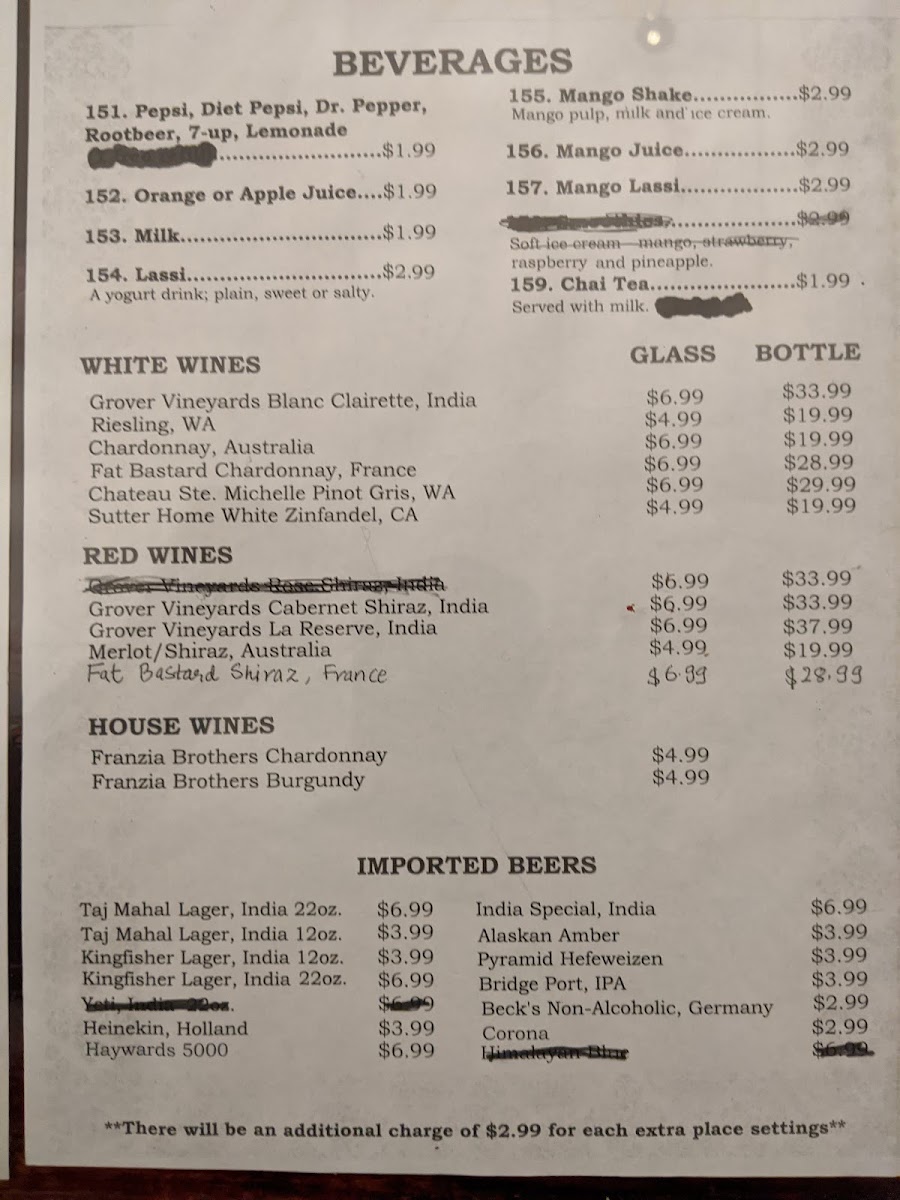 BEVERAGES
151. Pepsi, Diet Pepsi, Dr. Pepper,
Rootbeer, 7-up, Lemonade
..........................$1.99
152. Orange or Apple Juice....$1.99
153. Milk................................$1.99
154. Lassi...............................$2.99
A yogurt drink; plain, sweet or salty.
155. Mango Shake................$2.99
Mango pulp, milk and ice cream.
156. Mango Juice.................$2.99
157. Mango Lassi..................$2.99
Smoothies....................$2.99
Soft ice cream mango, strawberry,
raspberry and pineapple.
159. Chai Tea.......................$1.99
Served with milk.
WHITE WINES GLASS BOTTLE
Grover Vineyards Blanc Clairette, India $6.99 $33.99
Riesling, WA $4.99 $19.99
Chardonnay, Australia $6.99 $19.99
Fat Bastard Chardonnay, France $6.99 $28.99
Chateau Ste. Michelle Pinot Gris, WA $6.99 $29.99
Sutter Home White Zinfandel, CA $4.99 $19.99
RED WINES
Grover Vineyards Rose Shiraz, India $6.99 $33.99
Grover Vineyards Cabernet Shiraz, India $6.99 $33.99
Grover Vineyards La Reserve, India $6.99 $37.99
Merlot/Shiraz, Australia $4.99 $19.99
Fat Bastard Shiraz, France $6.99 $28.99
HOUSE WINES
Franzia Brothers Chardonnay $4.99
Franzia Brothers Burgundy $4.99
IMPORTED BEERS
Taj Mahal Lager, India 22oz. $6.99
Taj Mahal Lager, India 12oz. $3.99
Kingfisher Lager, India 12oz. $3.99
Kingfisher Lager, India 22oz. $6.99
Yeti, India 22oz. $6.99
Heinekin, Holland $3.99
Haywards 5000 $6.99
India Special, India $6.99
Alaskan Amber $3.99
Pyramid Hefeweizen $3.99
Bridge Port, IPA $3.99
Beck's Non-Alcoholic, Germany $2.99
Corona $2.99
Himalayan Blue $6.99
**There will be an additional charge of $2.99 for each extra place settings**